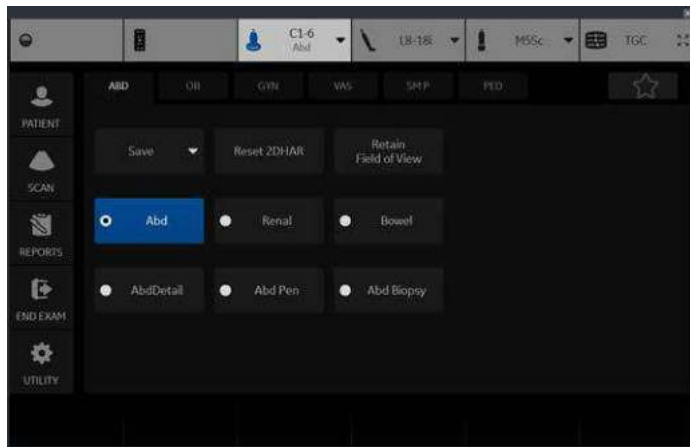 C1-6
Abd
L8-18i
M5Sc
TGC
PATIENT
SCAN
REPORTS
END EXAM
UTILITY
ABD
OB
GYN
VAS
SM P
PED
Save
Reset 2DHAR
Retain
Field of View
Abd
Renal
Bowel
AbdDetail
Abd Pen
Abd Biopsy